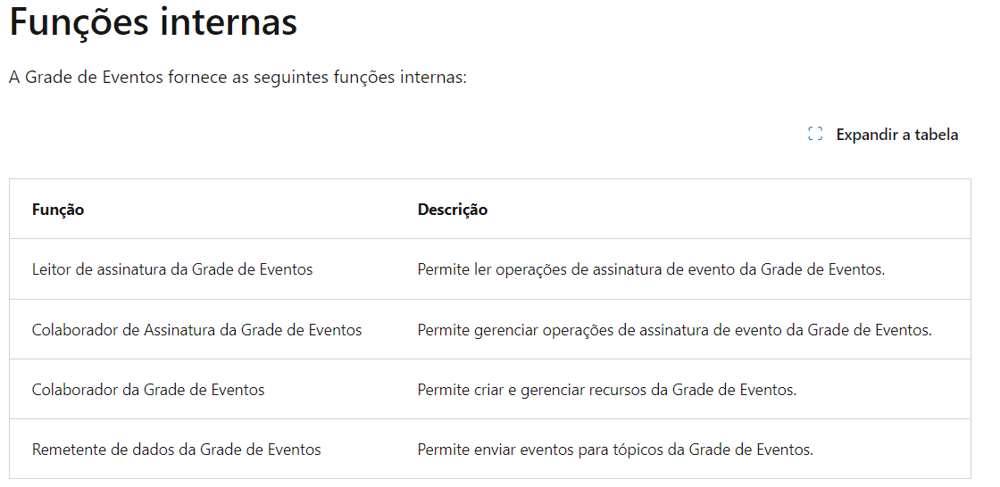 Funções internas
A Grade de Eventos fornece as seguintes funções internas:
Expandir a tabela
Função Descrição
Leitor de assinatura da Grade de Eventos Permite ler operações de assinatura de evento da Grade de Eventos.
Colaborador de Assinatura da Grade de Eventos Permite gerenciar operações de assinatura de evento da Grade de Eventos.
Colaborador da Grade de Eventos Permite criar e gerenciar recursos da Grade de Eventos.
Remetente de dados da Grade de Eventos Permite enviar eventos para tópicos da Grade de Eventos.